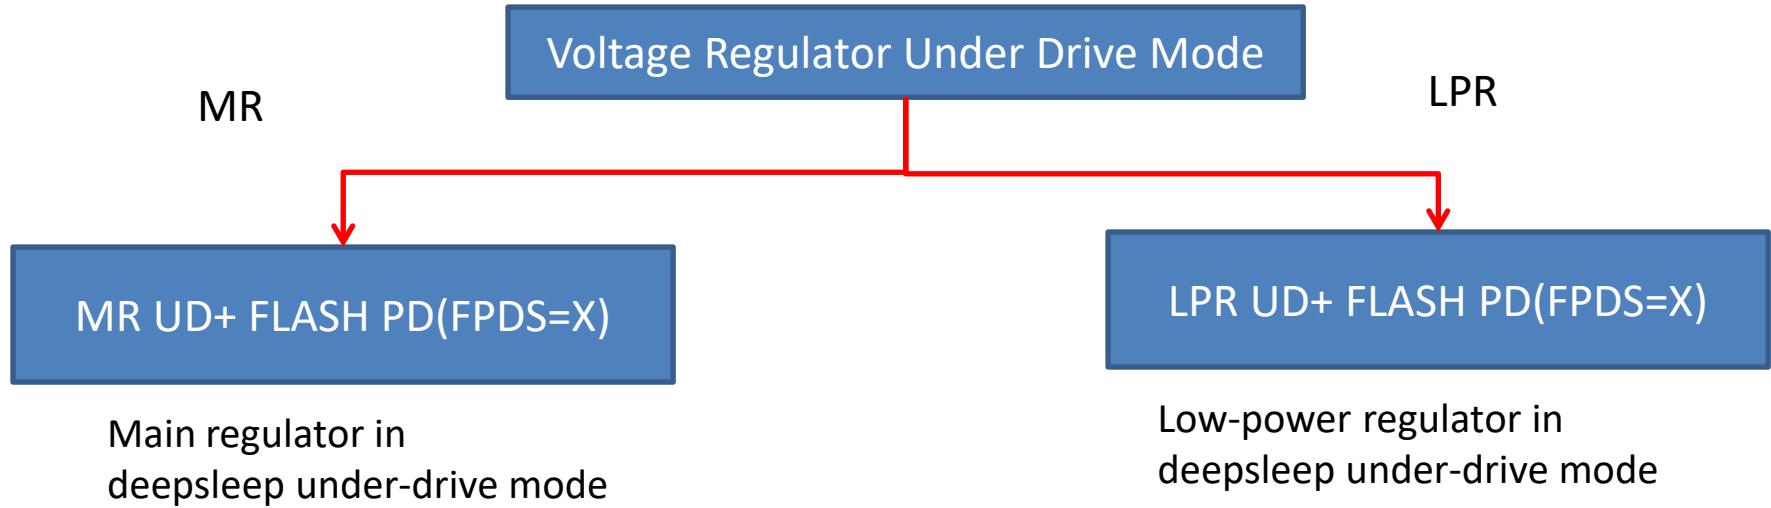 Voltage Regulator Under Drive Mode
MR
LPR
MR UD+ FLASH PD(FPDS=X)
LPR UD+ FLASH PD(FPDS=X)
Main regulator in
deepsleep under-drive mode
Low-power regulator in
deepsleep under-drive mode